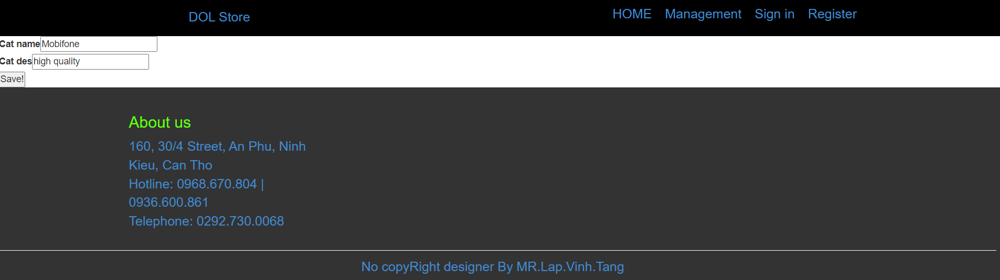 DOL Store HOME Management Sign in Register
Cat name Mobifone
Cat des high quality
Save!
About us
160, 30/4 Street, An Phu, Ninh
Kieu, Can Tho
Hotline: 0968.670.804 |
0936.600.861
Telephone: 0292.730.0068
No copyRight designer By MR.Lap.Vinh.Tang